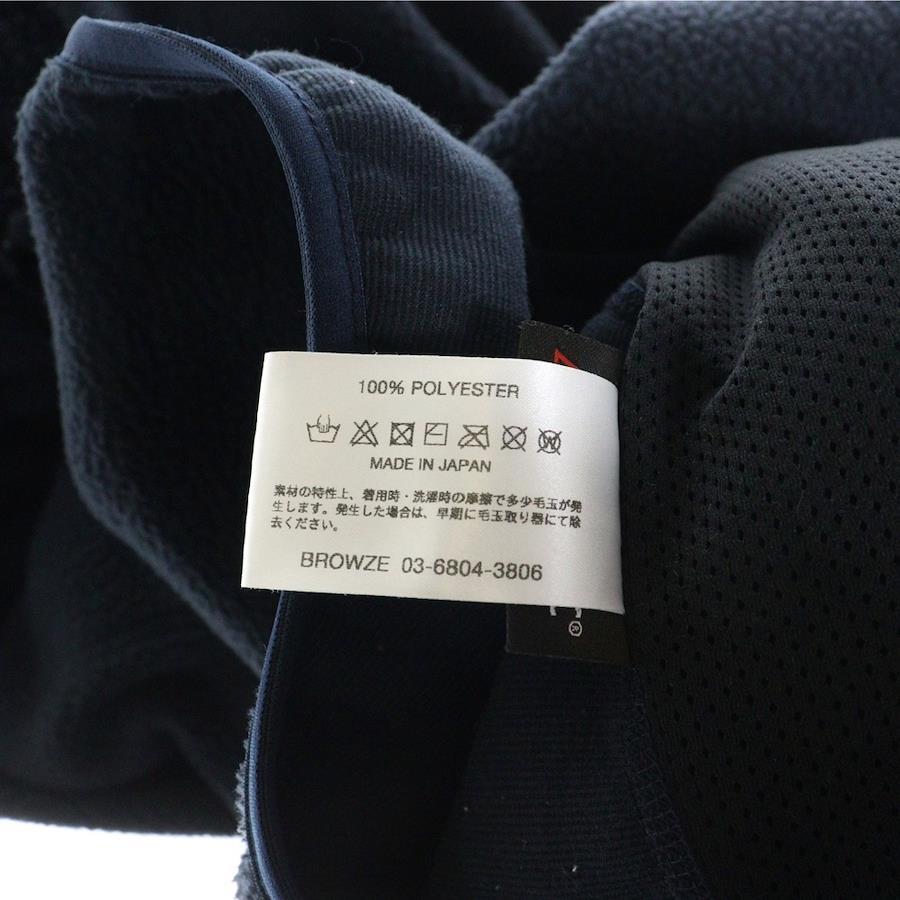 100% POLYESTER
W
MADE IN JAPAN
素材の特性上、着用時・洗濯時の摩擦で多少毛玉が発
生します。発生した場合は、早期に毛玉取り器にて除
去ください。
BROWZE 03-6804-3806
®